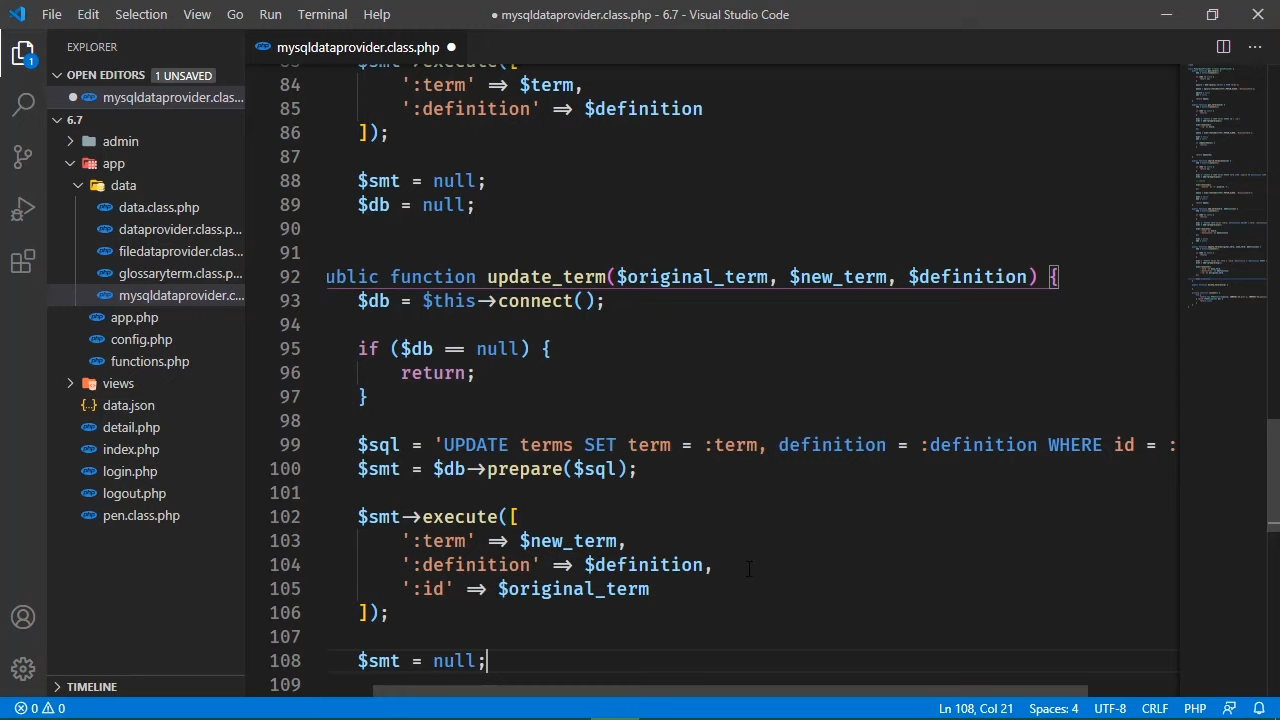 File Edit Selection View Go Run Terminal Help
● mysqldataprovider.class.php - 6.7 - Visual Studio Code
EXPLORER
OPEN EDITORS 1 UNSAVED
mysqldataprovider.clas...
6.7
admin
app
data
data.class.php
dataprovider.class.p...
filedataprovider.clas...
glossaryterm.class.p...
mysqldataprovider.c...
app.php
config.php
functions.php
views
data.json
detail.php
index.php
login.php
logout.php
pen.class.php
TIMELINE
1
mysqldataprovider.class.php
83 $smt->execute([
84 ':term' => $term,
85 ':definition' => $definition
86 ]);
87
88 $smt = null;
89 $db = null;
90
91
92 ublic function update_term($original_term, $new_term, $definition) {
93 $db = $this->connect();
94
95 if ($db == null) {
96 return;
97 }
98
99 $sql = 'UPDATE terms SET term = :term, definition = :definition WHERE id = :
100 $smt = $db->prepare($sql);
101
102 $smt->execute([
103 ':term' => $new_term,
104 ':definition' => $definition,
105 ':id' => $original_term
106 ]);
107
108 $smt = null;
109
0 0 Ln 108, Col 21 Spaces: 4 UTF-8 CRLF PHP